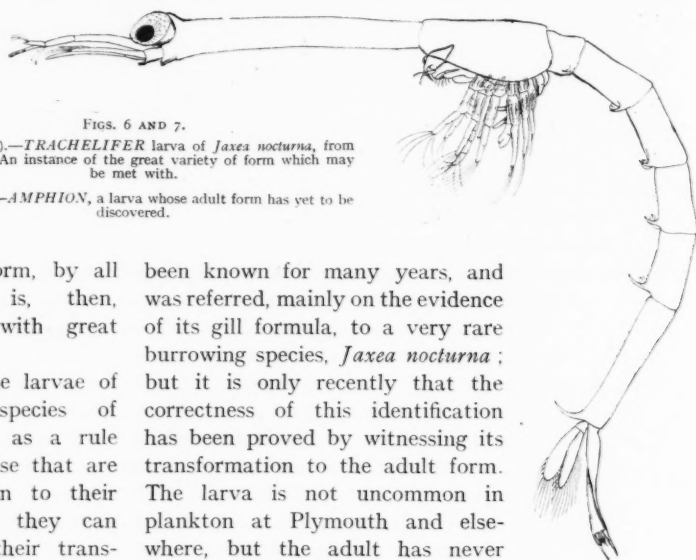 FIGS. 6 AND 7.
).—TRACHELIFER larva of Jaxea nocturna, from
An instance of the great variety of form which may
be met with.
—AMPHION, a larva whose adult form has yet to be
discovered.
orm, by all
is, then,
with great
e larvae of
species of
as a rule
se that are
n to their
they can
heir trans-
been known for many years, and
was referred, mainly on the evidence
of its gill formula, to a very rare
burrowing species, Jaxea nocturna ;
but it is only recently that the
correctness of this identification
has been proved by witnessing its
transformation to the adult form.
The larva is not uncommon in
plankton at Plymouth and else-
where, but the adult has never